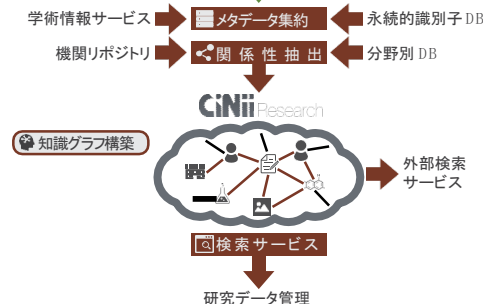 学術情報サービス
メタデータ集約
永続的識別子DB
機関リポジトリ
関係性抽出
分野別DB
CiNii Research
知識グラフ構築
外部検索
サービス
検索サービス
研究データ管理